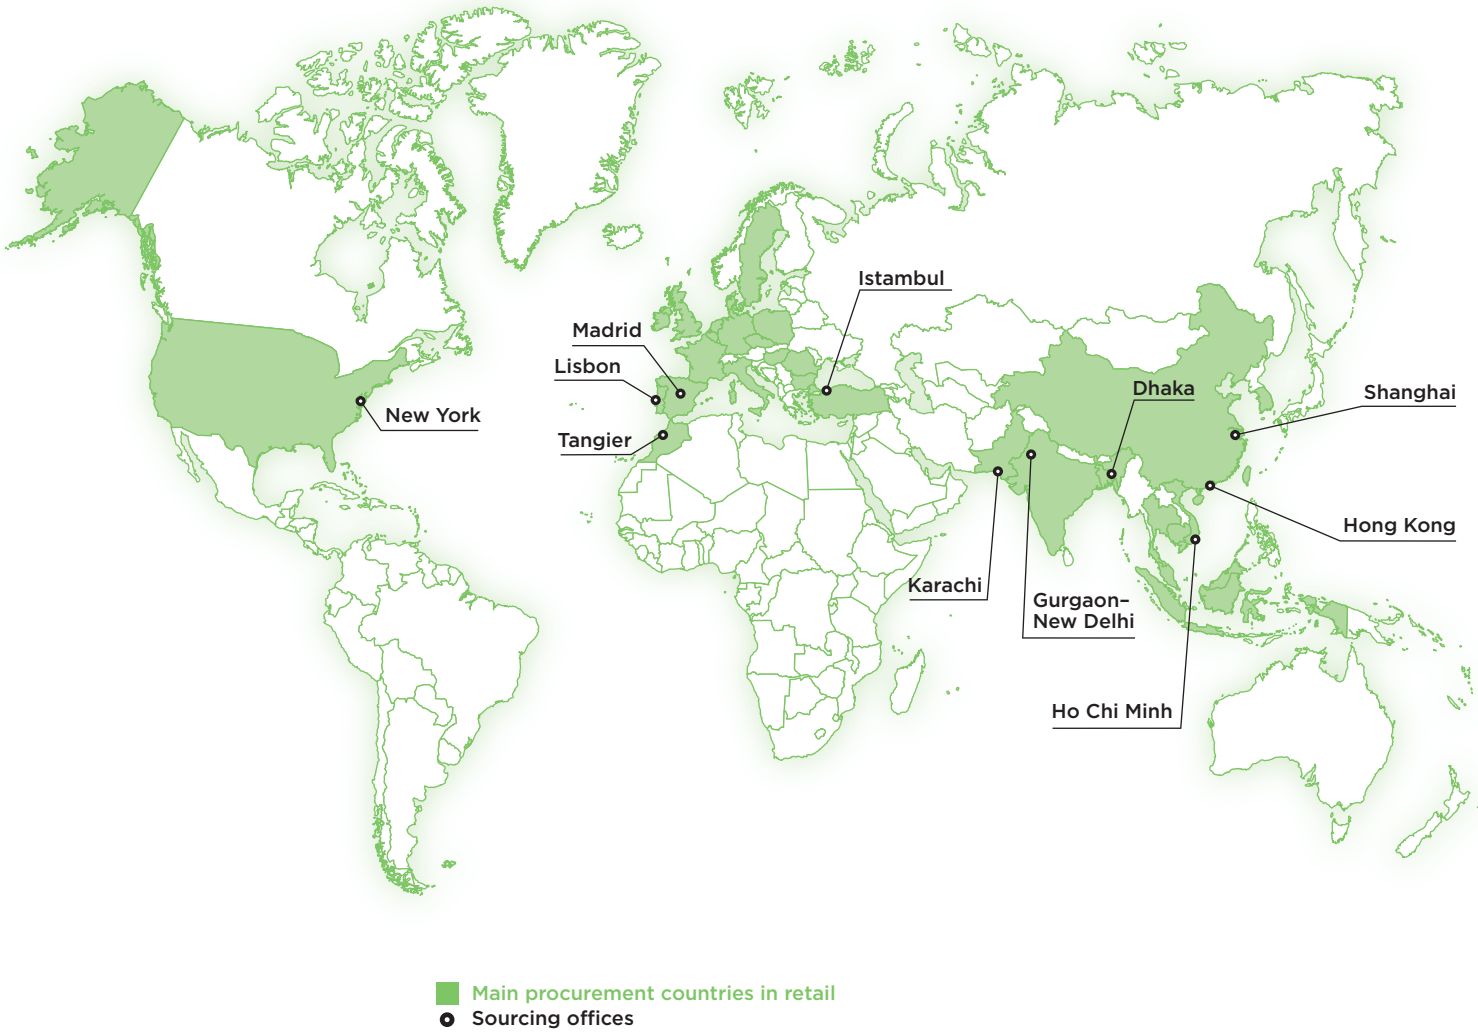 Istambul
Madrid
Lisbon
Dhaka
Shanghai
New York
Tangier
Hong Kong
Karachi
Gurgaon–
New Delhi
Ho Chi Minh
Main procurement countries in retail
Sourcing offices